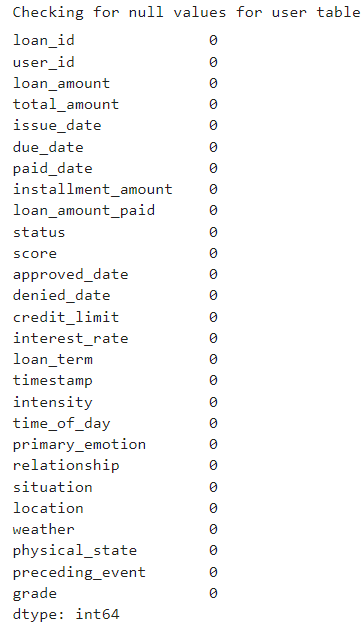 Checking for null values for user table
loan_id 0
user_id 0
loan_amount 0
total_amount 0
issue_date 0
due_date 0
paid_date 0
installment_amount 0
loan_amount_paid 0
status 0
score 0
approved_date 0
denied_date 0
credit_limit 0
interest_rate 0
loan_term 0
timestamp 0
intensity 0
time_of_day 0
primary_emotion 0
relationship 0
situation 0
location 0
weather 0
physical_state 0
preceding_event 0
grade 0
dtype: int64